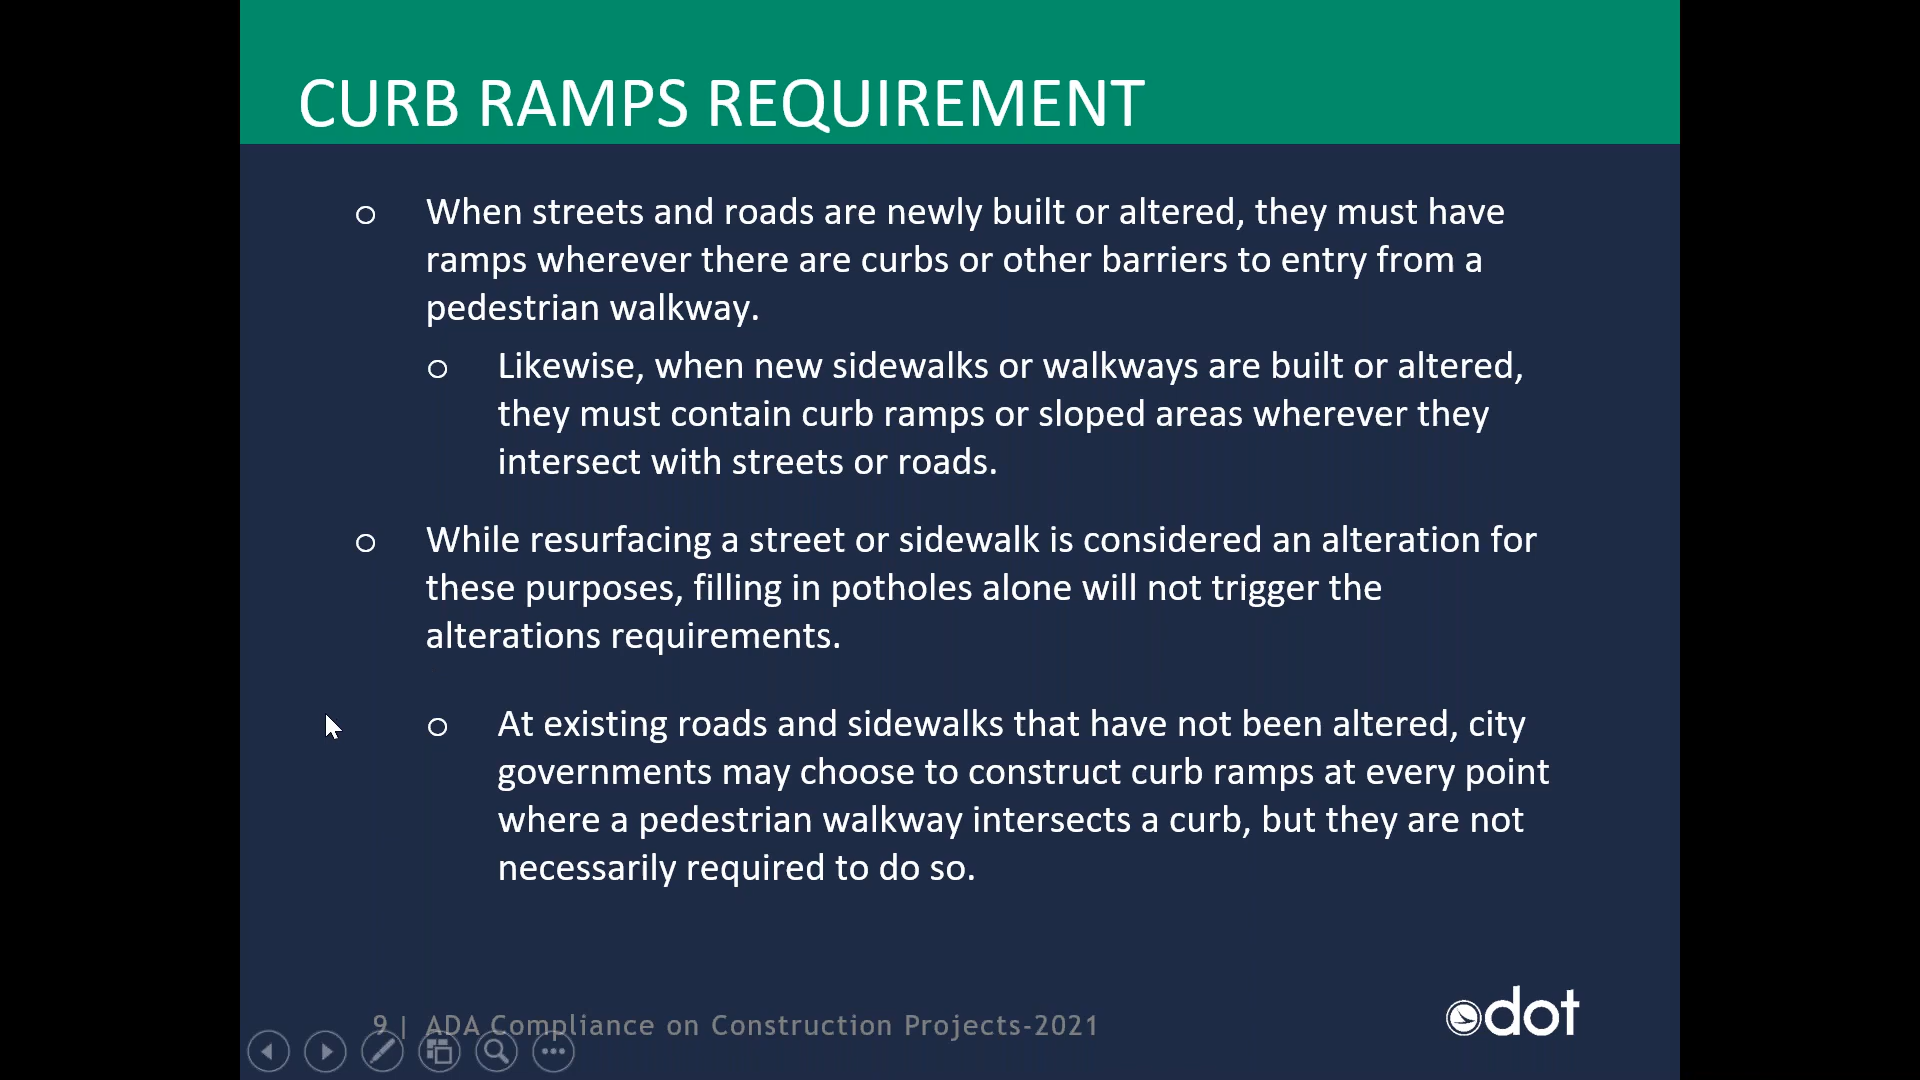 CURB RAMPS REQUIREMENT
When streets and roads are newly built or altered, they must have
ramps wherever there are curbs or other barriers to entry from a
pedestrian walkway.
Likewise, when new sidewalks or walkways are built or altered,
they must contain curb ramps or sloped areas wherever they
intersect with streets or roads.
While resurfacing a street or sidewalk is considered an alteration for
these purposes, filling in potholes alone will not trigger the
alterations requirements.
At existing roads and sidewalks that have not been altered, city
governments may choose to construct curb ramps at every point
where a pedestrian walkway intersects a curb, but they are not
necessarily required to do so.
9 | ADA Compliance on Construction Projects-2021
dot